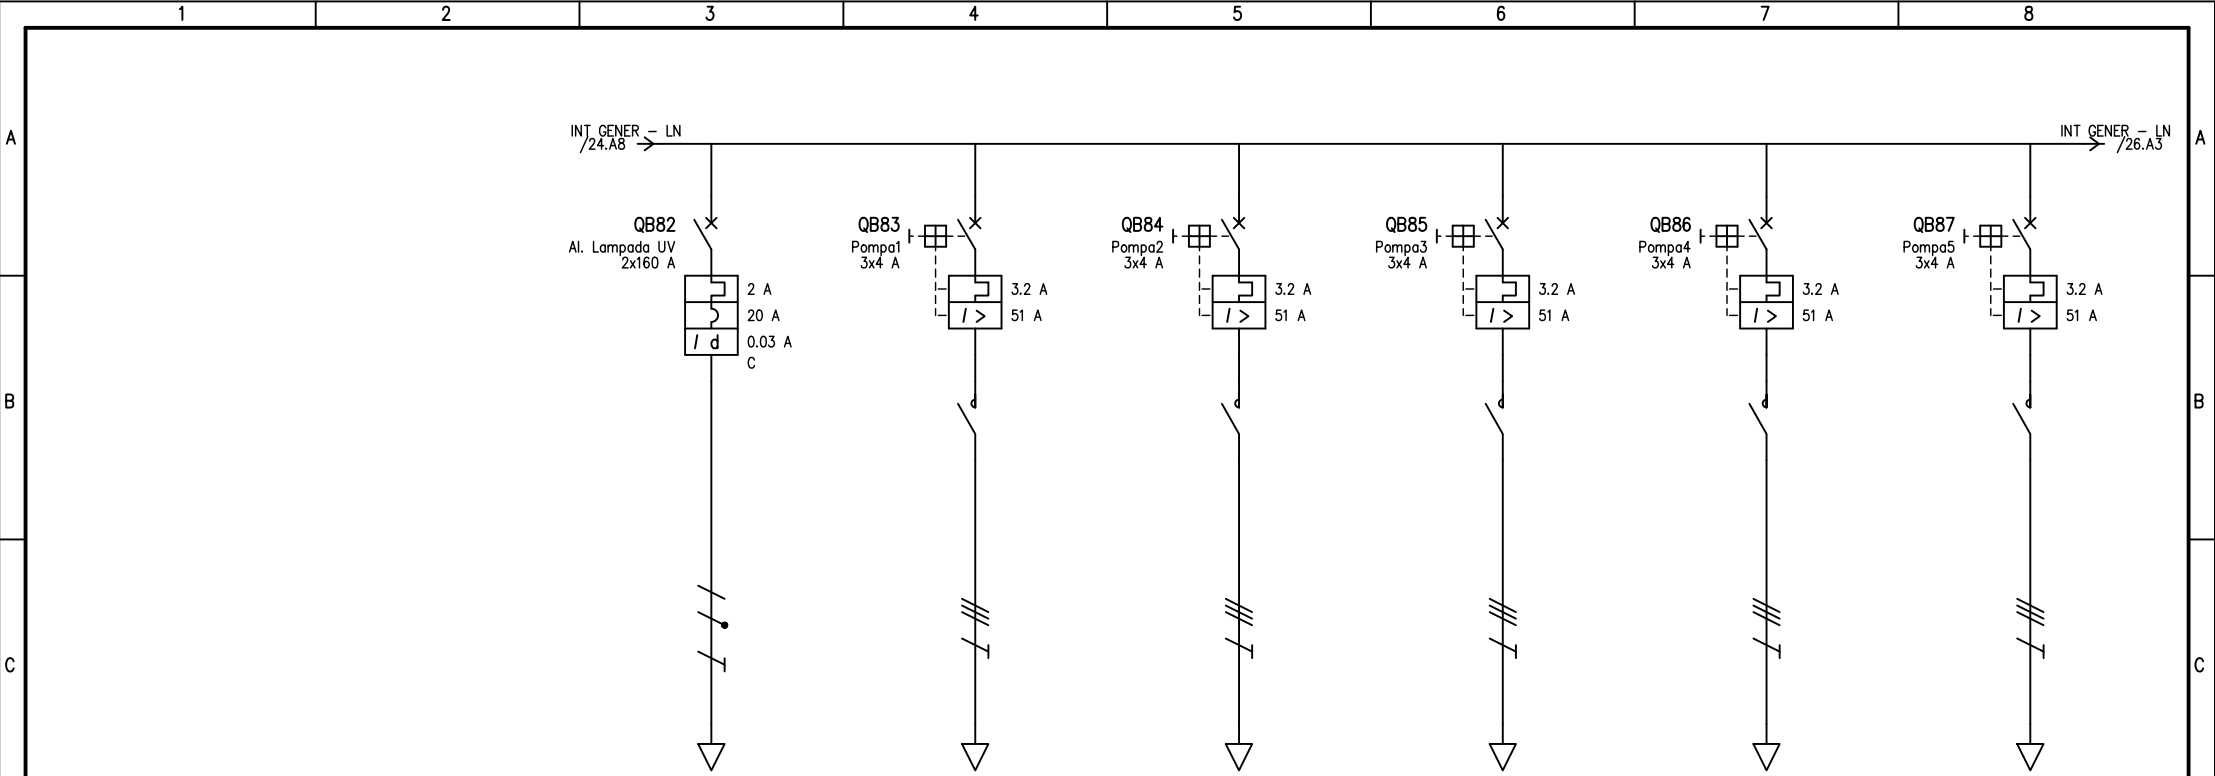 1 2 3 4 5 6 7 8
A A
INT GENER - LN
/24.A8
INT GENER - LN
/26.A3
QB82
Al. Lampada UV
2x160 A
2 A
20 A
I d 0.03 A
C
QB83
Pompa1
3x4 A
3.2 A
I > 51 A
QB84
Pompa2
3x4 A
3.2 A
I > 51 A
QB85
Pompa3
3x4 A
3.2 A
I > 51 A
QB86
Pompa4
3x4 A
3.2 A
I > 51 A
QB87
Pompa5
3x4 A
3.2 A
I > 51 A
B B
C C